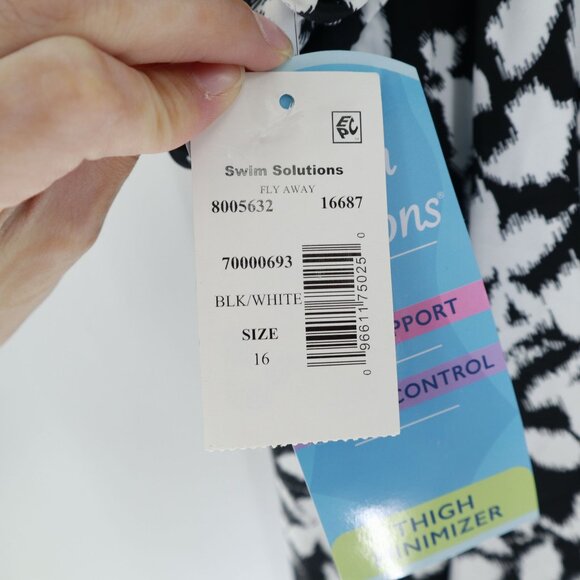 EPC
Swim Solutions
FLY AWAY
8005632 16687
70000693
BLK/WHITE
SIZE
16
0 96611 75025 0
ons®
PPORT
CONTROL
THIGH
INIMIZER